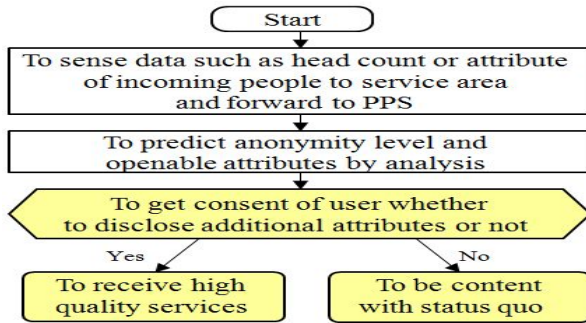 Start
To sense data such as head count or attribute
of incoming people to service area
and forward to PPS
To predict anonymity level and
openable attributes by analysis
To get consent of user whether
to disclose additional attributes or not
Yes
No
To receive high
quality services
To be content
with status quo